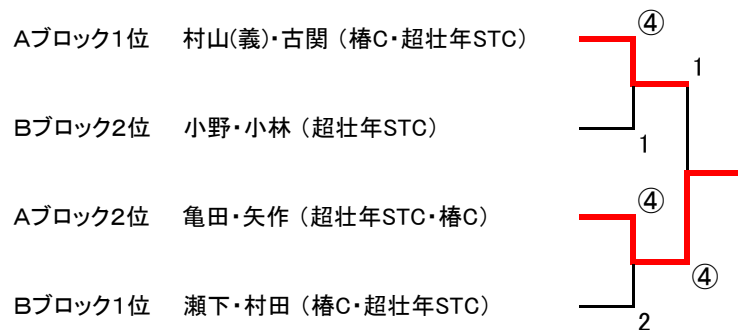 ④
Aブロック1位 村山(義)・古関（椿C・超壮年STC）
1
Bブロック2位 小野・小林（超壮年STC）
1
④
Aブロック2位 亀田・矢作（超壮年STC・椿C）
④
Bブロック1位 瀬下・村田（椿C・超壮年STC）
2